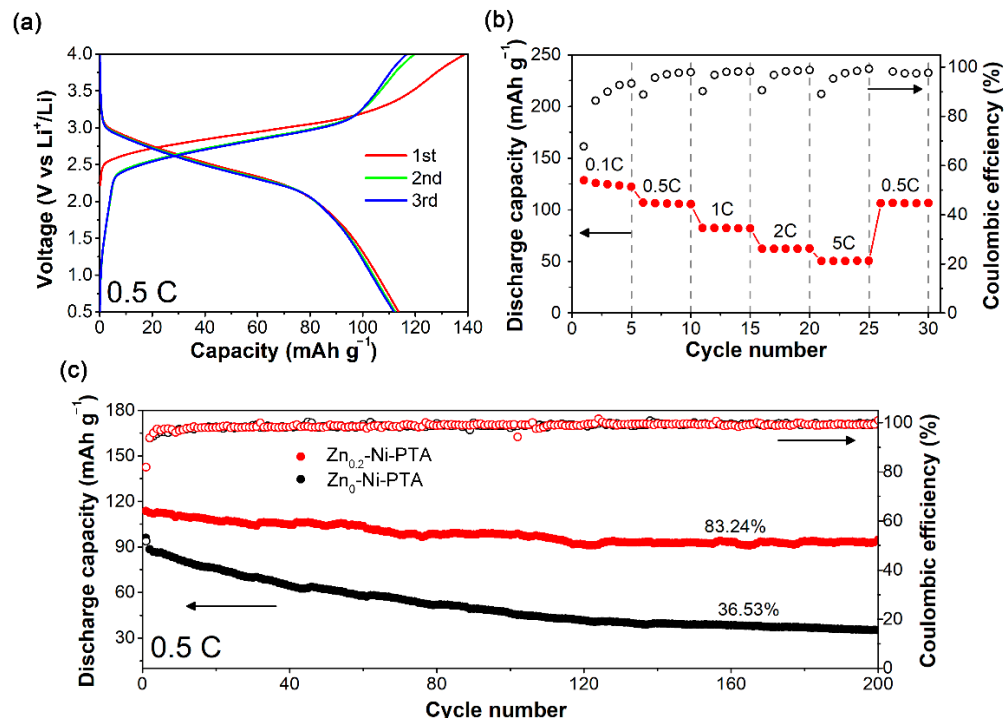 (a)
4.0
3.5
3.0
2.5
2.0
1.5
1.0
0.5
Voltage (V vs Li⁺/Li)
1st
2nd
3rd
0.5 C
0 20 40 60 80 100 120 140
Capacity (mAh g⁻¹)
(b)
250
225
200
175
150
125
100
75
50
25
0
Discharge capacity (mAh g⁻¹)
0.1C
0.5C
1C
2C
5C
0.5C
100
80
60
40
20
0
Coulombic effciency (%)
0 5 10 15 20 25 30
Cycle number
(c)
180
150
120
90
60
30
Discharge capacity (mAh g⁻¹)
Zn₀.₂-Ni-PTA
Zn₀-Ni-PTA
83.24%
36.53%
0.5 C
100
80
60
40
20
0
Coulombic efficiency (%)
0 40 80 120 160 200
Cycle number